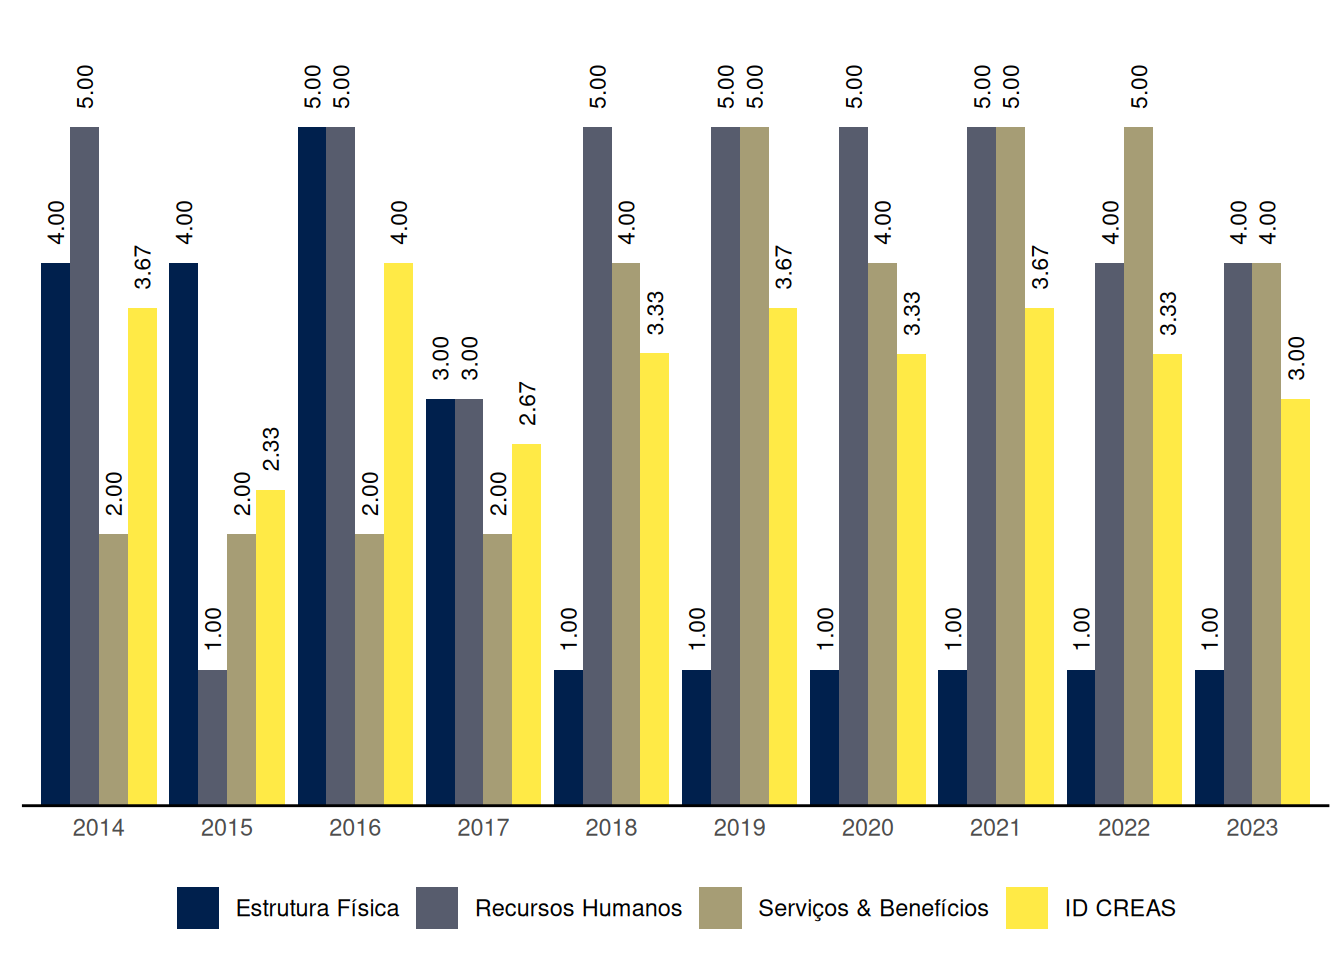 5.00 5.00 5.00 5.00 5.00 5.00 5.00 5.00 5.00 5.00
4.00 4.00 4.00 4.00 4.00 4.00 4.00 4.00
3.67 3.67 3.67
3.33 3.33 3.33
3.00 3.00 3.00
2.67
2.33
2.00 2.00 2.00 2.00
1.00 1.00 1.00 1.00 1.00 1.00 1.00
2014 2015 2016 2017 2018 2019 2020 2021 2022 2023
Estrutura Física Recursos Humanos Serviços & Benefícios ID CREAS